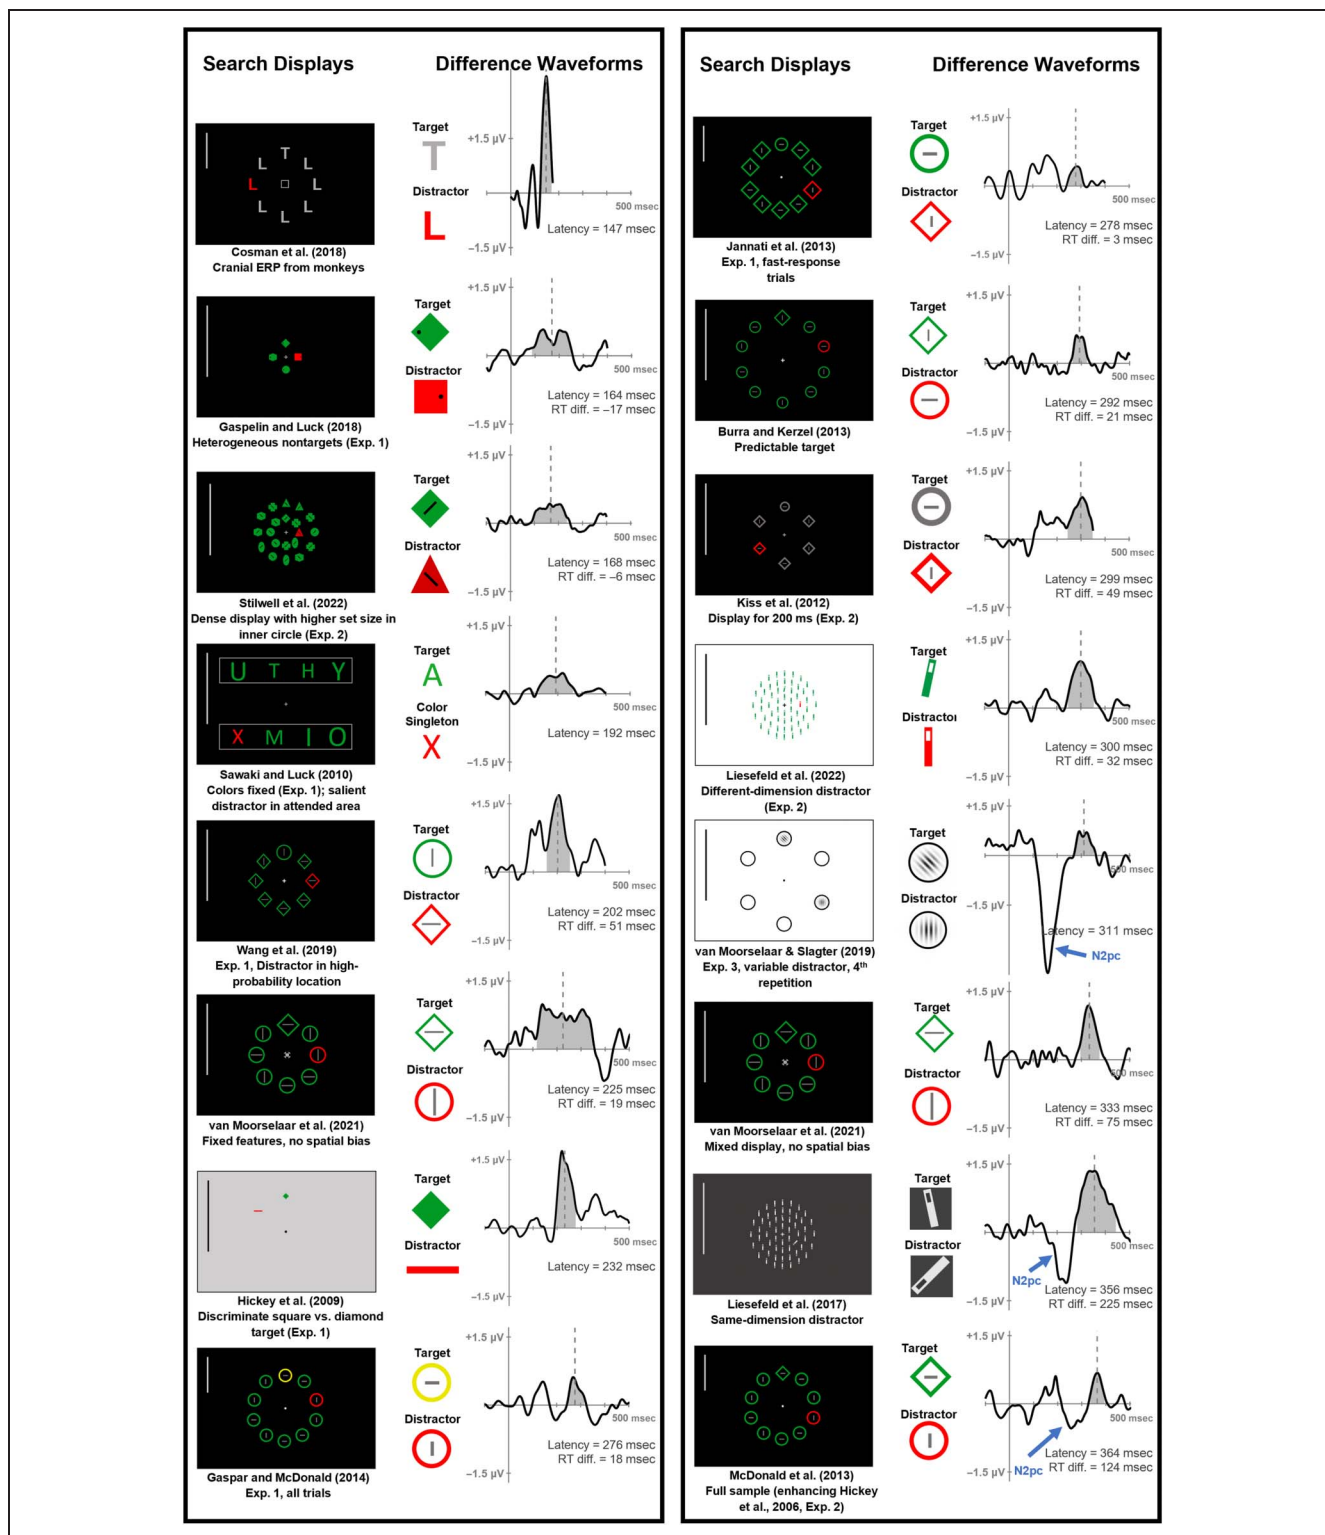 Search Displays
Difference Waveforms
Target
T
Distractor
L
T
L
L
L
L
L
L
L
+1.5 µV
−1.5 µV
500 msec
Latency = 147 msec
Cosman et al. (2018)
Cranial ERP from monkeys
Target
Distractor
+1.5 µV
−1.5 µV
500 msec
Latency = 164 msec
RT diff. = −17 msec
Gaspelin and Luck (2018)
Heterogeneous nontargets (Exp. 1)
Target
Distractor
+1.5 µV
−1.5 µV
500 msec
Latency = 168 msec
RT diff. = −6 msec
Stilwell et al. (2022)
Dense display with higher set size in
inner circle (Exp. 2)
U T H Y
X M I O
Target
A
Color
Singleton
X
+1.5 µV
−1.5 µV
500 msec
Latency = 192 msec
Sawaki and Luck (2010)
Colors fixed (Exp. 1); salient
distractor in attended area
Target
Distractor
+1.5 µV
−1.5 µV
500 msec
Latency = 202 msec
RT diff. = 51 msec
Wang et al. (2019)
Exp. 1, Distractor in high-
probability location
Target
Distractor
+1.5 µV
−1.5 µV
500 msec
Latency = 225 msec
RT diff. = 19 msec
van Moorselaar et al. (2021)
Fixed features, no spatial bias
Target
Distractor
+1.5 µV
−1.5 µV
500 msec
Latency = 232 msec
Hickey et al. (2009)
Discriminate square vs. diamond
target (Exp. 1)
Target
Distractor
+1.5 µV
−1.5 µV
500 msec
Latency = 276 msec
RT diff. = 18 msec
Gaspar and McDonald (2014)
Exp. 1, all trials
Search Displays
Difference Waveforms
Target
Distractor
+1.5 µV
−1.5 µV
500 msec
Latency = 278 msec
RT diff. = 3 msec
Jannati et al. (2013)
Exp. 1, fast-response
trials
Target
Distractor
+1.5 µV
−1.5 µV
500 msec
Latency = 292 msec
RT diff. = 21 msec
Burra and Kerzel (2013)
Predictable target
Target
Distractor
+1.5 µV
−1.5 µV
500 msec
Latency = 299 msec
RT diff. = 49 msec
Kiss et al. (2012)
Display for 200 ms (Exp. 2)
Target
Distractor
+1.5 µV
−1.5 µV
500 msec
Latency = 300 msec
RT diff. = 32 msec
Liesefeld et al. (2022)
Different-dimension distractor
(Exp. 2)
Target
Distractor
+1.5 µV
−1.5 µV
500 msec
Latency = 311 msec
N2pc
van Moorselaar & Slagter (2019)
Exp. 3, variable distractor, 4th
repetition
Target
Distractor
+1.5 µV
−1.5 µV
500 msec
Latency = 333 msec
RT diff. = 75 msec
van Moorselaar et al. (2021)
Mixed display, no spatial bias
Target
Distractor
+1.5 µV
−1.5 µV
500 msec
N2pc
Latency = 356 msec
RT diff. = 225 msec
Liesefeld et al. (2017)
Same-dimension distractor
Target
Distractor
+1.5 µV
−1.5 µV
500 msec
N2pc
Latency = 364 msec
RT diff. = 124 msec
McDonald et al. (2013)
Full sample (enhancing Hickey
et al., 2006, Exp. 2)